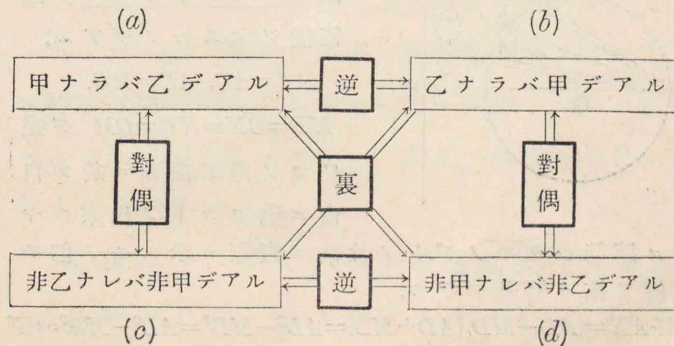 (a) (b)
甲ナラバ乙デアル 逆 乙ナラバ甲デアル
對偶 裏 對偶
非乙ナレバ非甲デアル 逆 非甲ナレバ非乙デアル
(c) (d)